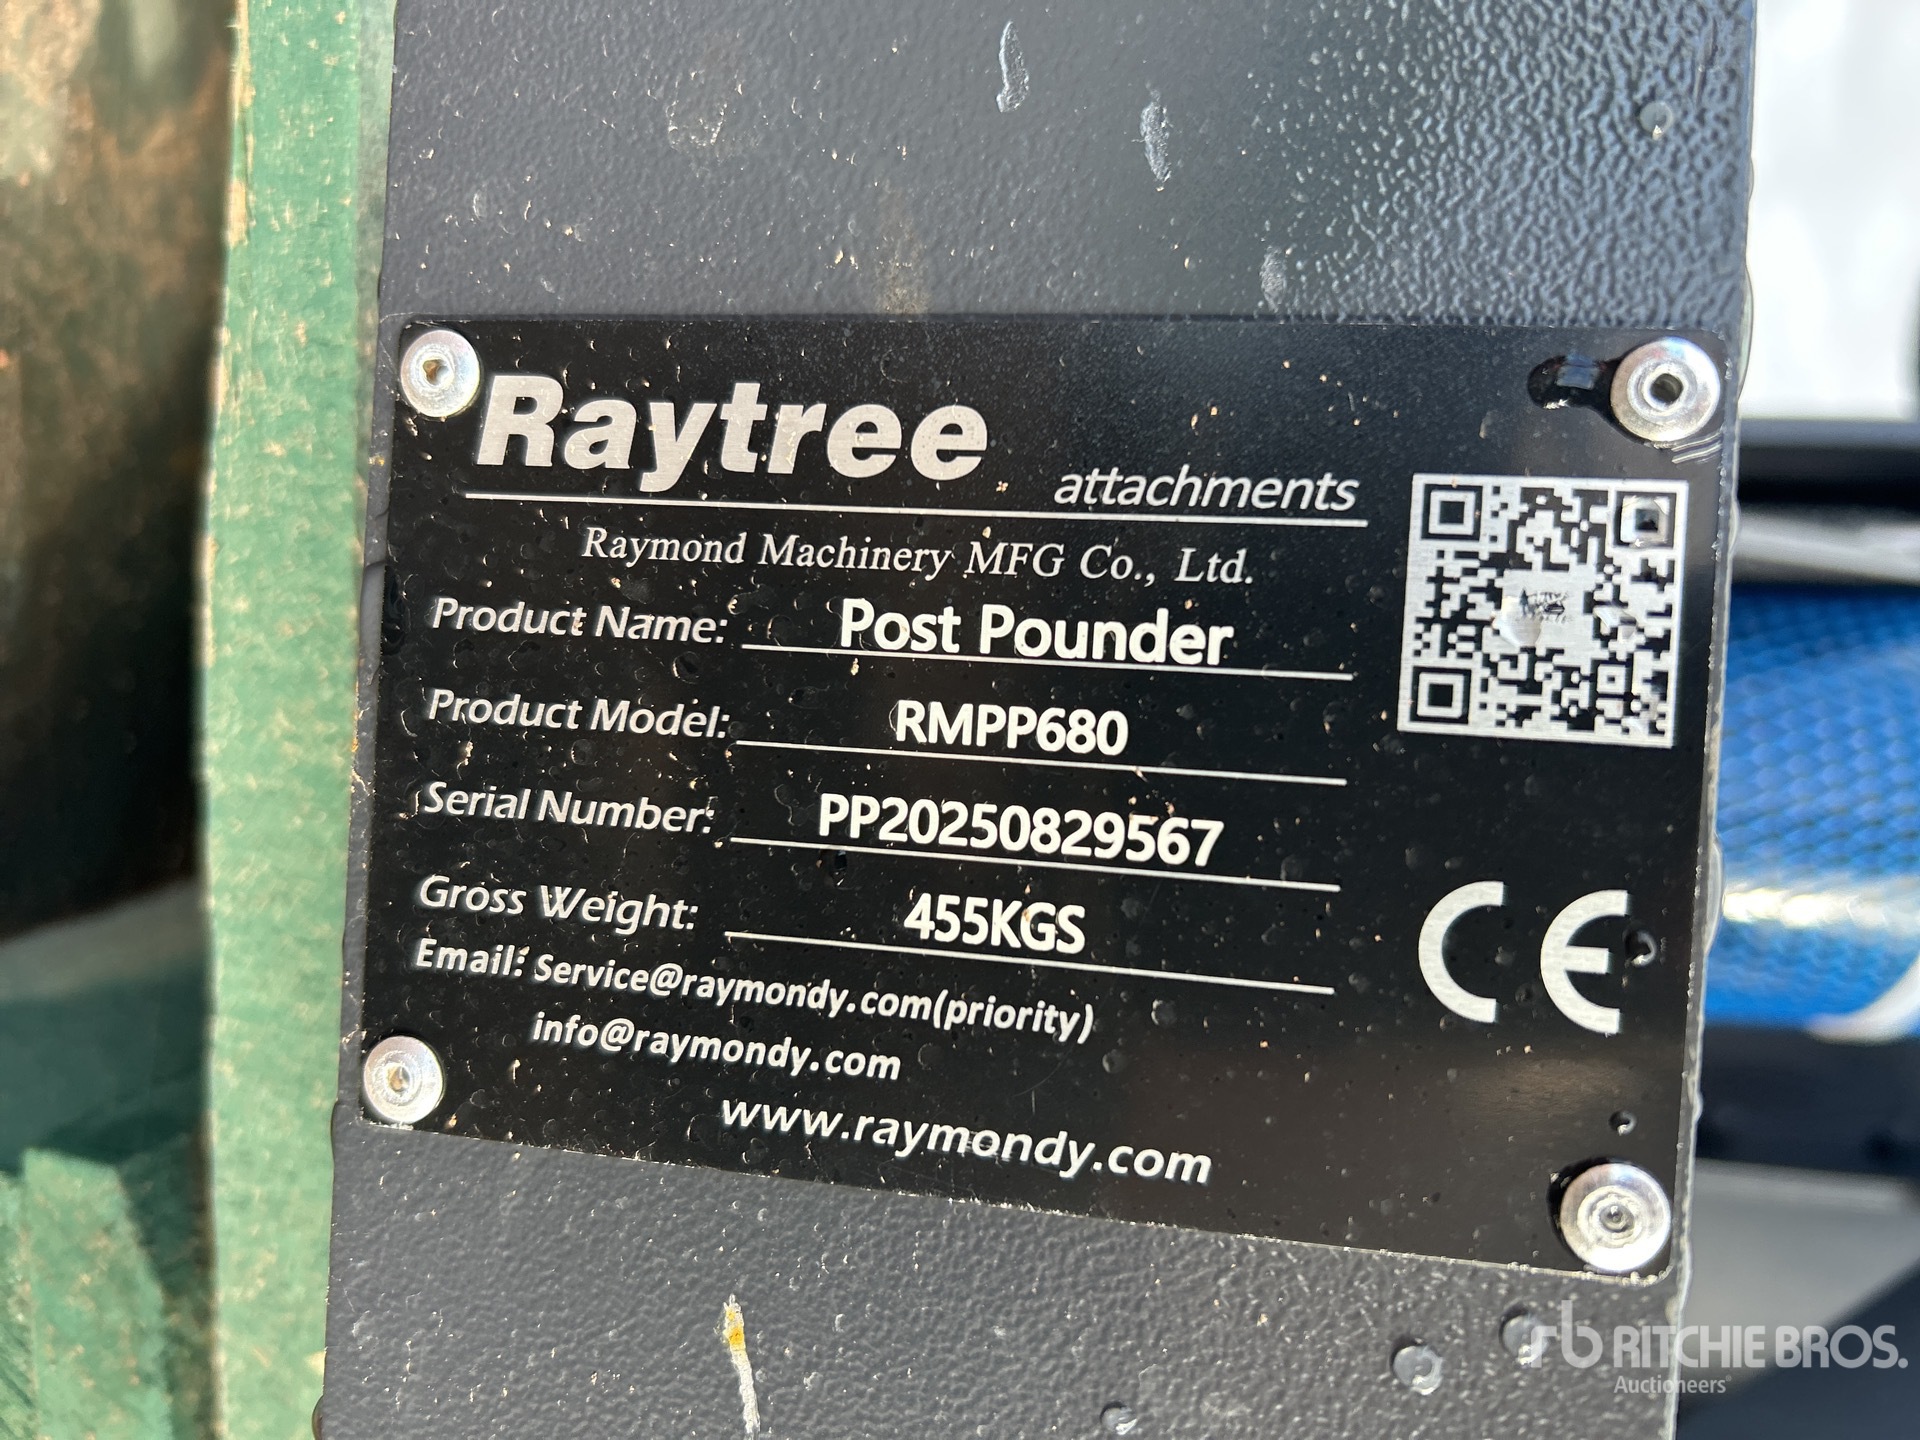 Raytree
attachments
Raymond Machinery MFG Co., Ltd.
Product Name: Post Pounder
Product Model: RMPP680
Serial Number: PP20250829567
Gross Weight: 455KGS
Email: Service@raymondy.com(priority)
info@raymondy.com
www.raymondy.com
CE
rb RITCHIE BROS.
Auctioneers